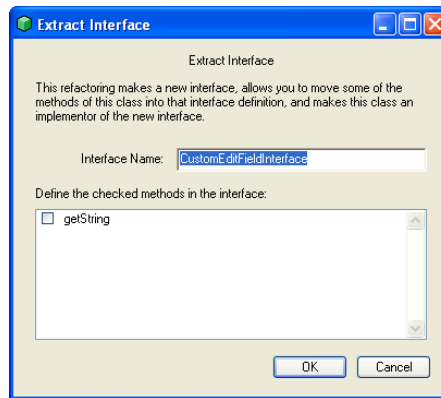 Extract Interface
Extract Interface
This refactoring makes a new interface, allows you to move some of the
methods of this class into that interface definition, and makes this class an
implementor of the new interface.
Interface Name: CustomEditFieldInterface
Define the checked methods in the interface:
getString
OK Cancel